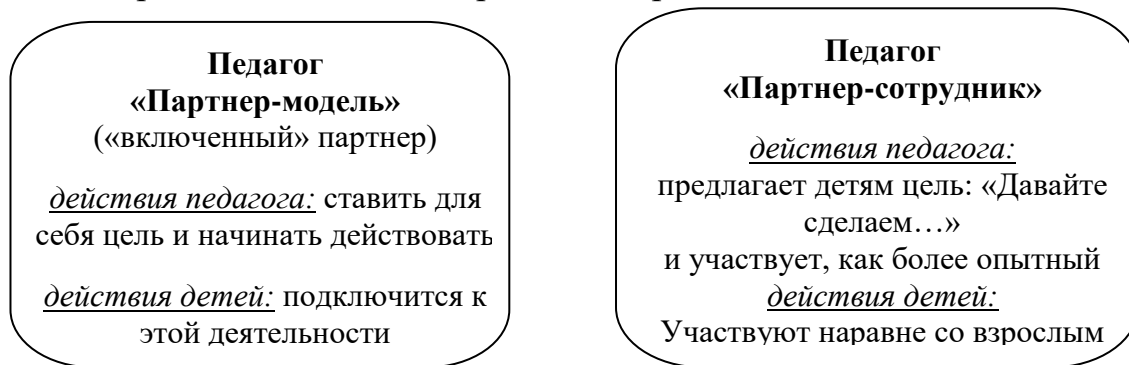 Педагог
«Партнер-модель»
(«включенный» партнер)
действия педагога: ставить для
себя цель и начинать действовать
действия детей: подключится к
этой деятельности
Педагог
«Партнер-сотрудник»
действия педагога:
предлагает детям цель: «Давайте
сделаем…»
и участвует, как более опытный
действия детей:
Участвуют наравне со взрослым